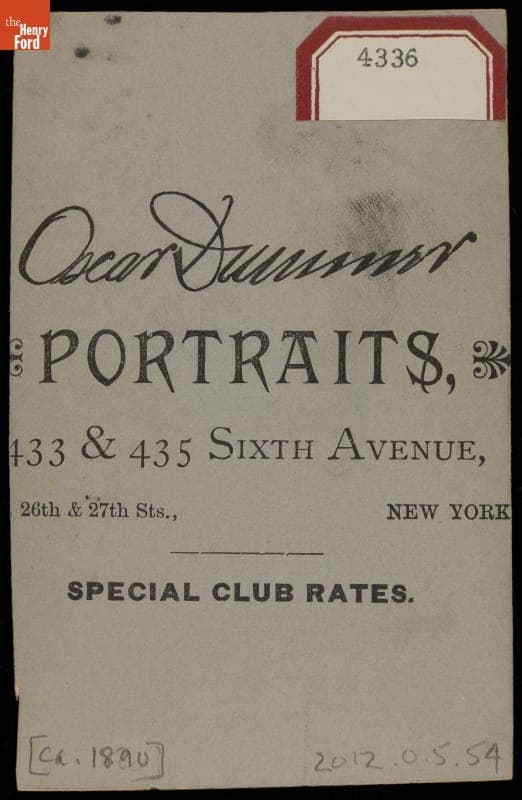 the
Henry
Ford
4336
Oscar Dummer
PORTRAITS,
433 & 435 SIXTH AVENUE,
26th & 27th Sts., NEW YORK
SPECIAL CLUB RATES.
[ca. 1890]
2012.0.5.54